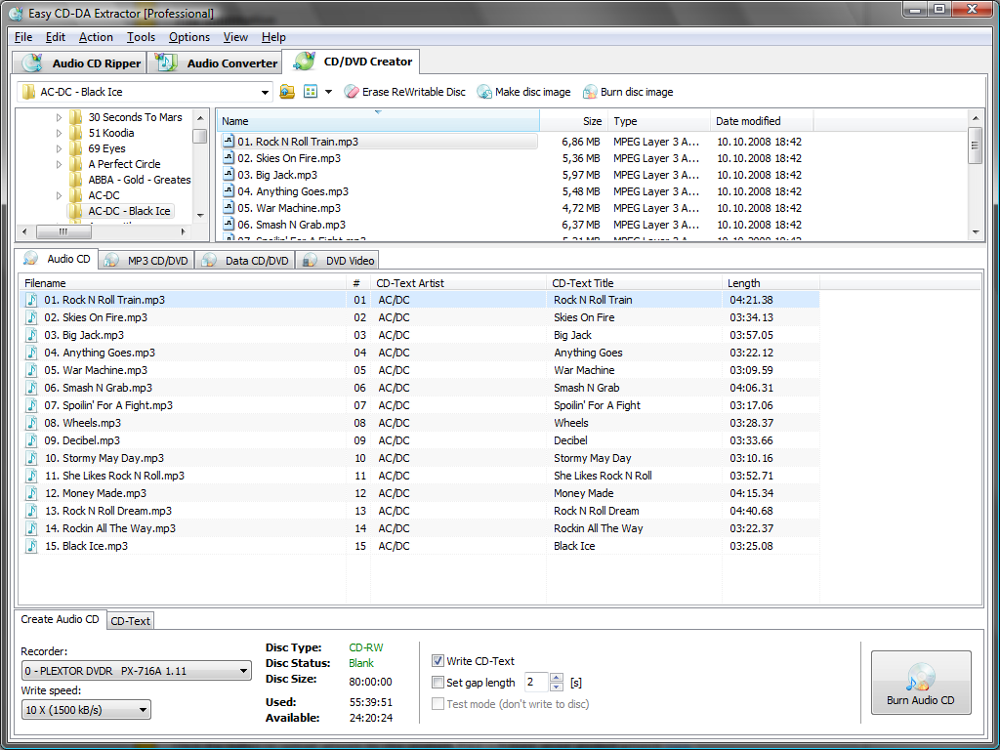 Easy CD-DA Extractor [Professional]
File Edit Action Tools Options View Help
Audio CD Ripper Audio Converter CD/DVD Creator
AC-DC - Black Ice Erase ReWritable Disc Make disc image Burn disc image
30 Seconds To Mars
51 Koodia
69 Eyes
A Perfect Circle
ABBA - Gold - Greates
AC-DC
AC-DC - Black Ice
Name Size Type Date modified
01. Rock N Roll Train.mp3 6,86 MB MPEG Layer 3 A... 10.10.2008 18:42
02. Skies On Fire.mp3 5,36 MB MPEG Layer 3 A... 10.10.2008 18:42
03. Big Jack.mp3 5,97 MB MPEG Layer 3 A... 10.10.2008 18:42
04. Anything Goes.mp3 5,48 MB MPEG Layer 3 A... 10.10.2008 18:42
05. War Machine.mp3 4,72 MB MPEG Layer 3 A... 10.10.2008 18:42
06. Smash N Grab.mp3 6,37 MB MPEG Layer 3 A... 10.10.2008 18:42
07. Spoilin' For A Fight.mp3 5,21 MB MPEG Layer 3 A... 10.10.2008 18:42
Audio CD MP3 CD/DVD Data CD/DVD DVD Video
Filename # CD-Text Artist CD-Text Title Length
01. Rock N Roll Train.mp3 01 AC/DC Rock N Roll Train 04:21.38
02. Skies On Fire.mp3 02 AC/DC Skies On Fire 03:34.13
03. Big Jack.mp3 03 AC/DC Big Jack 03:57.05
04. Anything Goes.mp3 04 AC/DC Anything Goes 03:22.12
05. War Machine.mp3 05 AC/DC War Machine 03:09.59
06. Smash N Grab.mp3 06 AC/DC Smash N Grab 04:06.31
07. Spoilin' For A Fight.mp3 07 AC/DC Spoilin' For A Fight 03:17.06
08. Wheels.mp3 08 AC/DC Wheels 03:28.37
09. Decibel.mp3 09 AC/DC Decibel 03:33.66
10. Stormy May Day.mp3 10 AC/DC Stormy May Day 03:10.16
11. She Likes Rock N Roll.mp3 11 AC/DC She Likes Rock N Roll 03:52.71
12. Money Made.mp3 12 AC/DC Money Made 04:15.34
13. Rock N Roll Dream.mp3 13 AC/DC Rock N Roll Dream 04:40.68
14. Rockin All The Way.mp3 14 AC/DC Rockin All The Way 03:22.37
15. Black Ice.mp3 15 AC/DC Black Ice 03:25.08
Create Audio CD CD-Text
Recorder:
0 - PLEXTOR DVDR PX-716A 1.11
Write speed:
10 X (1500 kB/s)
Disc Type: CD-RW
Disc Status: Blank
Disc Size: 80:00:00
Used: 55:39:51
Available: 24:20:24
Write CD-Text
Set gap length 2 [s]
Test mode (don't write to disc)
Burn Audio CD